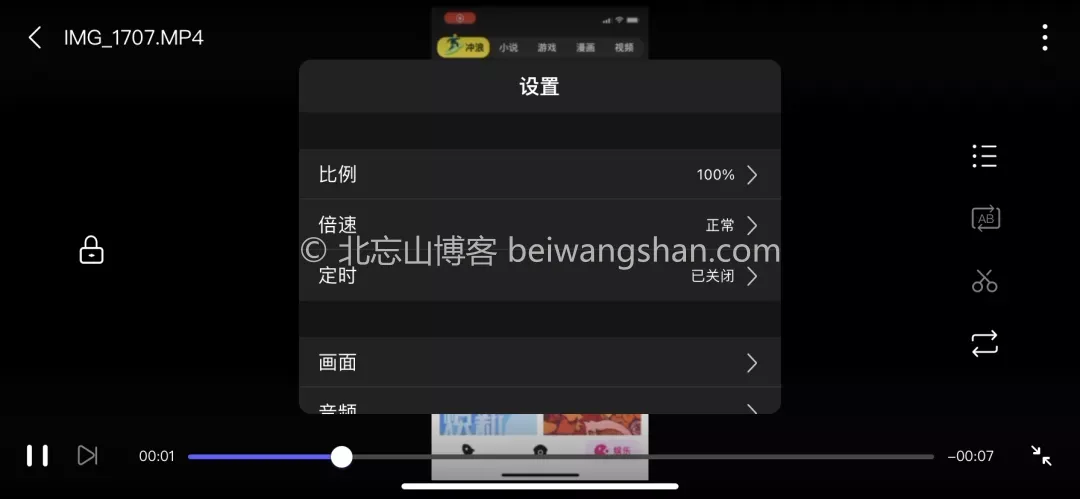 IMG_1707.MP4
冲浪 小说 游戏 漫画 视频
设置
比例 100%
倍速 正常
© 北忘山博客 beiwangshan.com
定时 已关闭
AB
画面
音频
娱乐
00:01 -00:07